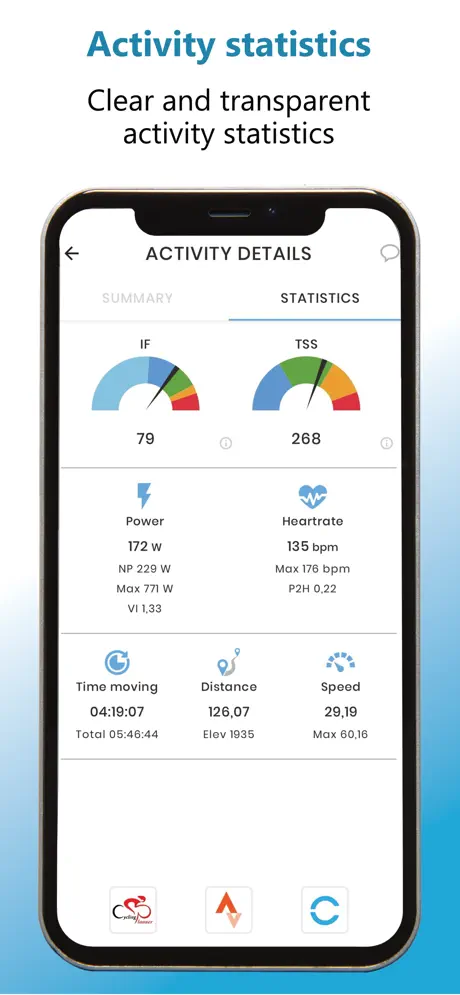 Activity statistics
Clear and transparent
activity statistics
ACTIVITY DETAILS
SUMMARY
STATISTICS
IF
TSS
79
268
Power
Heartrate
172 W
135 bpm
NP 229 W
Max 176 bpm
Max 771 W
P2H 0,22
VI 1,33
Time moving
Distance
Speed
04:19:07
126,07
29,19
Total 05:46:44
Elev 1935
Max 60,16
Cycling